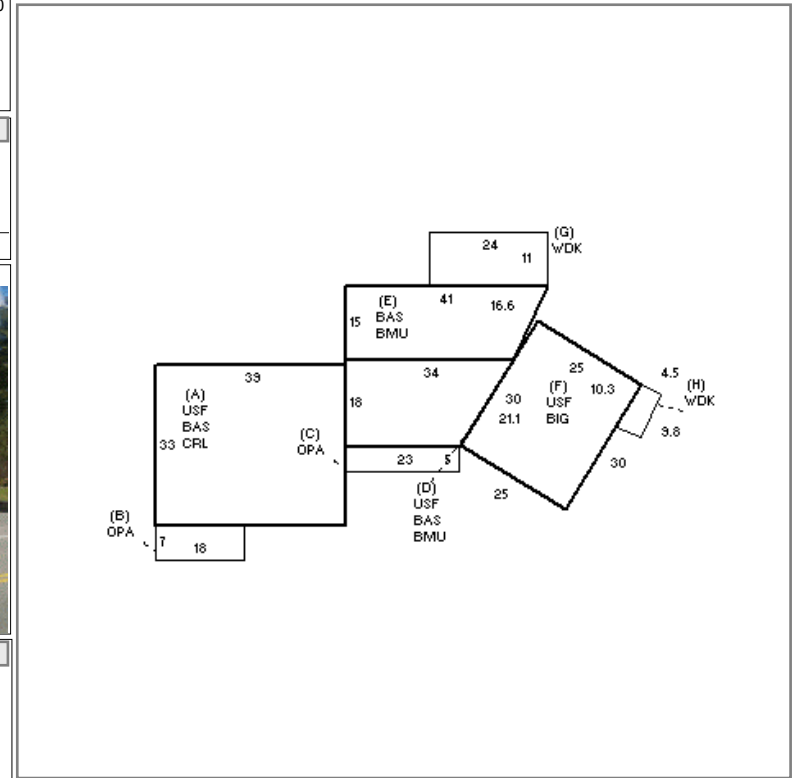 (G)
24
WDK
11
(E)
41
16.6
BAS
15
BMU
39
34
25
4.5
(H)
(A)
(F)
10.3
WDK
USF
18
30
USF
BAS
21.1
BIG
33 CRL
(C)
OPA
9.8
23
5
30
(D)
25
USF
(B)
BAS
OPA
7
18
BMU